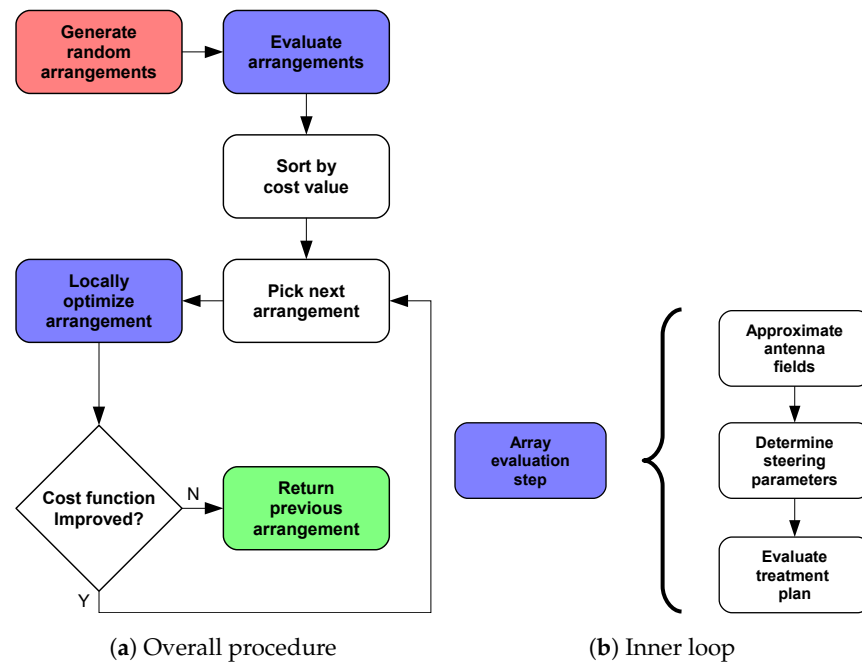 Generate
random
arrangements
Evaluate
arrangements
Sort by
cost value
Locally
optimize
arrangement
Pick next
arrangement
Cost function
Improved?
N
Return
previous
arrangement
Y
(a) Overall procedure
Array
evaluation
step
Approximate
antenna
fields
Determine
steering
parameters
Evaluate
treatment
plan
(b) Inner loop